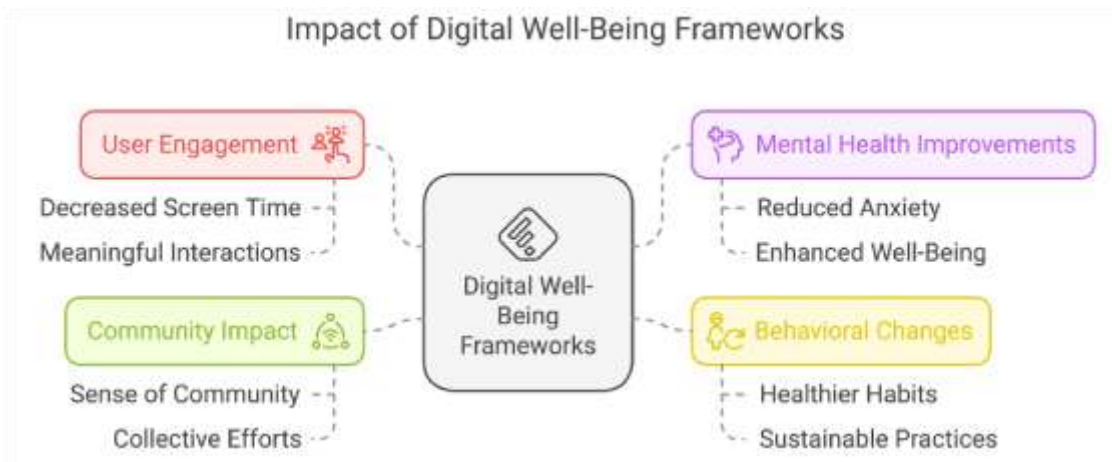 Impact of Digital Well-Being Frameworks
User Engagement
Decreased Screen Time
Meaningful Interactions
Community Impact
Sense of Community
Collective Efforts
Digital Well-
Being
Frameworks
Mental Health Improvements
Reduced Anxiety
Enhanced Well-Being
Behavioral Changes
Healthier Habits
Sustainable Practices